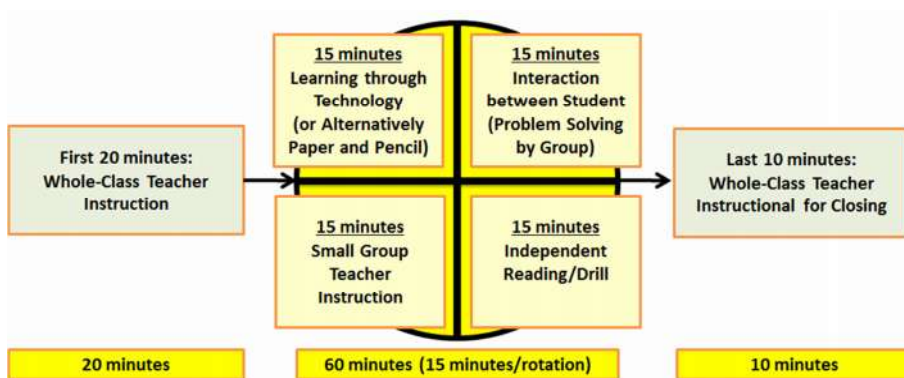 First 20 minutes:
Whole-Class Teacher
Instruction
15 minutes
Learning through
Technology
(or Alternatively
Paper and Pencil)
15 minutes
Interaction
between Student
(Problem Solving
by Group)
15 minutes
Small Group
Teacher
Instruction
15 minutes
Independent
Reading/Drill
Last 10 minutes:
Whole-Class Teacher
Instructional for Closing
20 minutes
60 minutes (15 minutes/rotation)
10 minutes